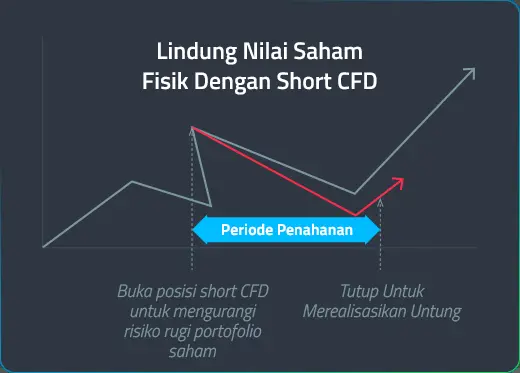 Lindung Nilai Saham
Fisik Dengan Short CFD
Periode Penahanan
Buka posisi short CFD
untuk mengurangi
risiko rugi portofolio
saham
Tutup Untuk
Merealisasikan Untung